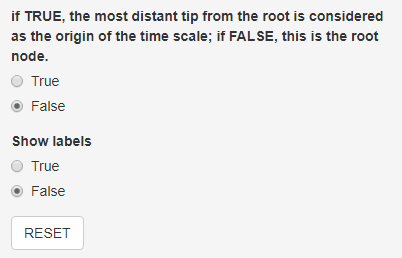 if TRUE, the most distant tip from the root is considered
as the origin of the time scale; if FALSE, this is the root
node.
True
False
Show labels
True
False
RESET